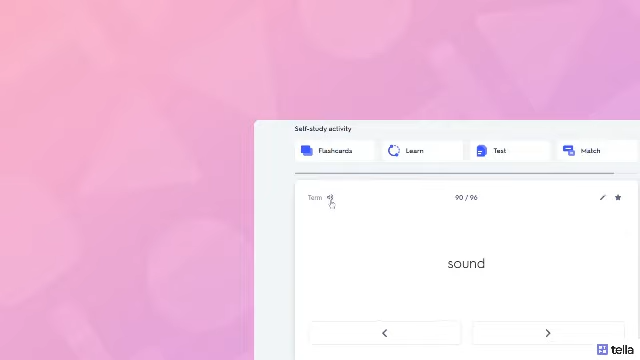 Self-study activity
Flashcards Learn Test Match
Term 90 / 96
sound
tella